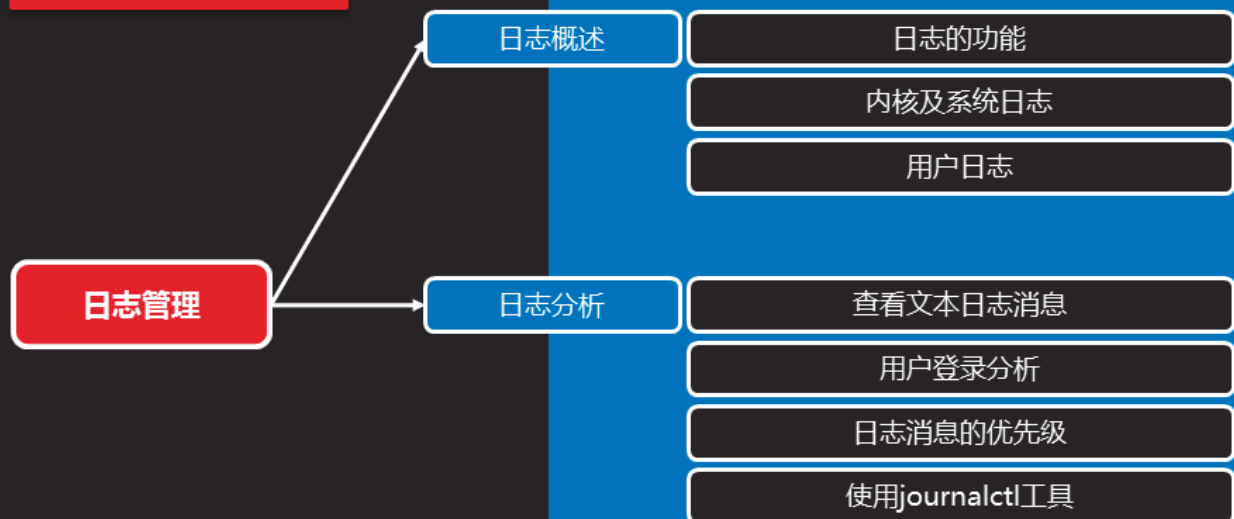 日志管理
日志概述
日志的功能
内核及系统日志
用户日志
日志分析
查看文本日志消息
用户登录分析
日志消息的优先级
使用journalctl工具